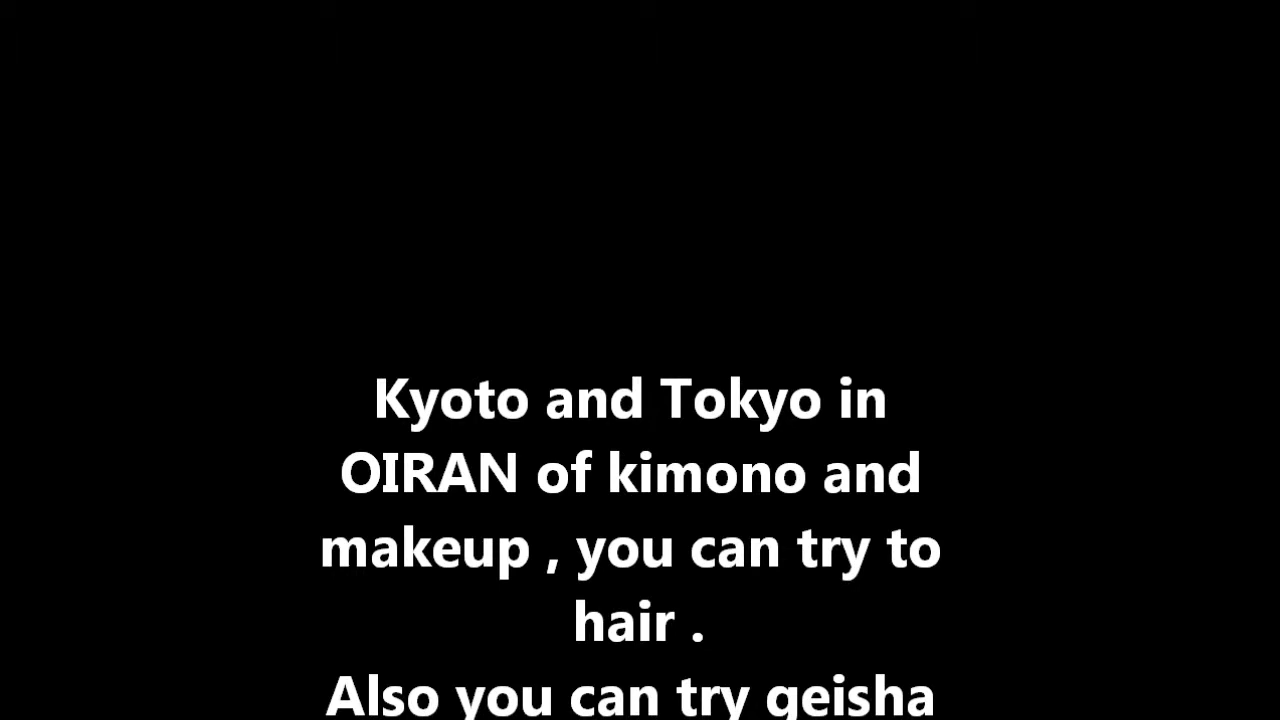 Kyoto and Tokyo in
OIRAN of kimono and
makeup , you can try to
hair .
Also you can try geisha